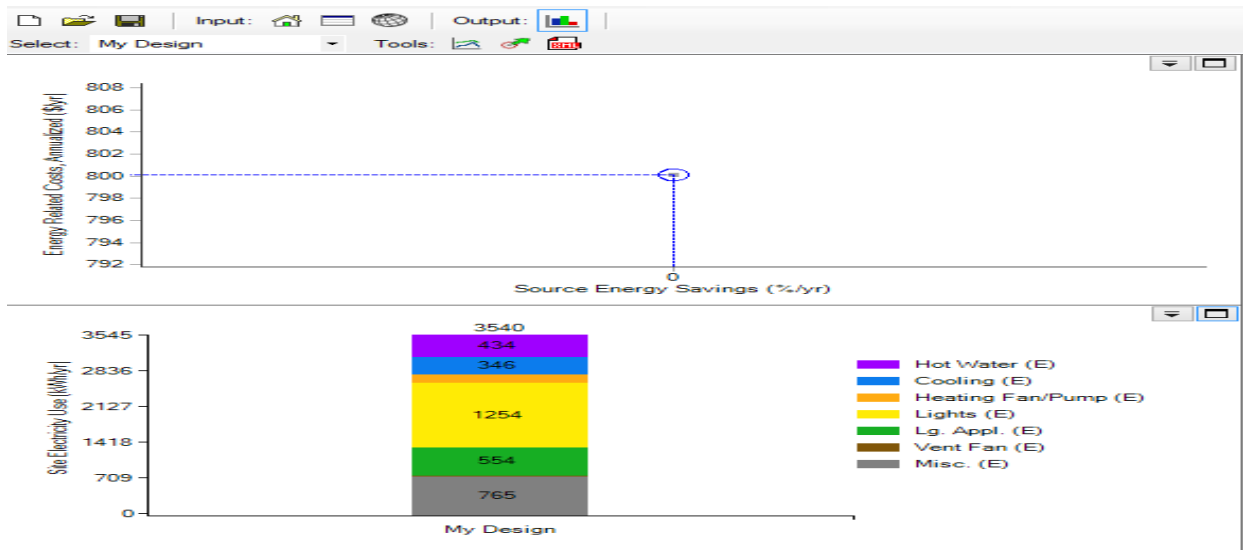 Input: Output:
Select: My Design Tools: XML
Energy Related Costs, Annualized ($/yr)
808
806
804
802
800
798
796
794
792
0
Source Energy Savings (%/yr)
Site Electricity Use (kWh/yr)
3545
2836
2127
1418
709
0
3540
434
346
1254
554
765
My Design
Hot Water (E)
Cooling (E)
Heating Fan/Pump (E)
Lights (E)
Lg. Appl. (E)
Vent Fan (E)
Misc. (E)